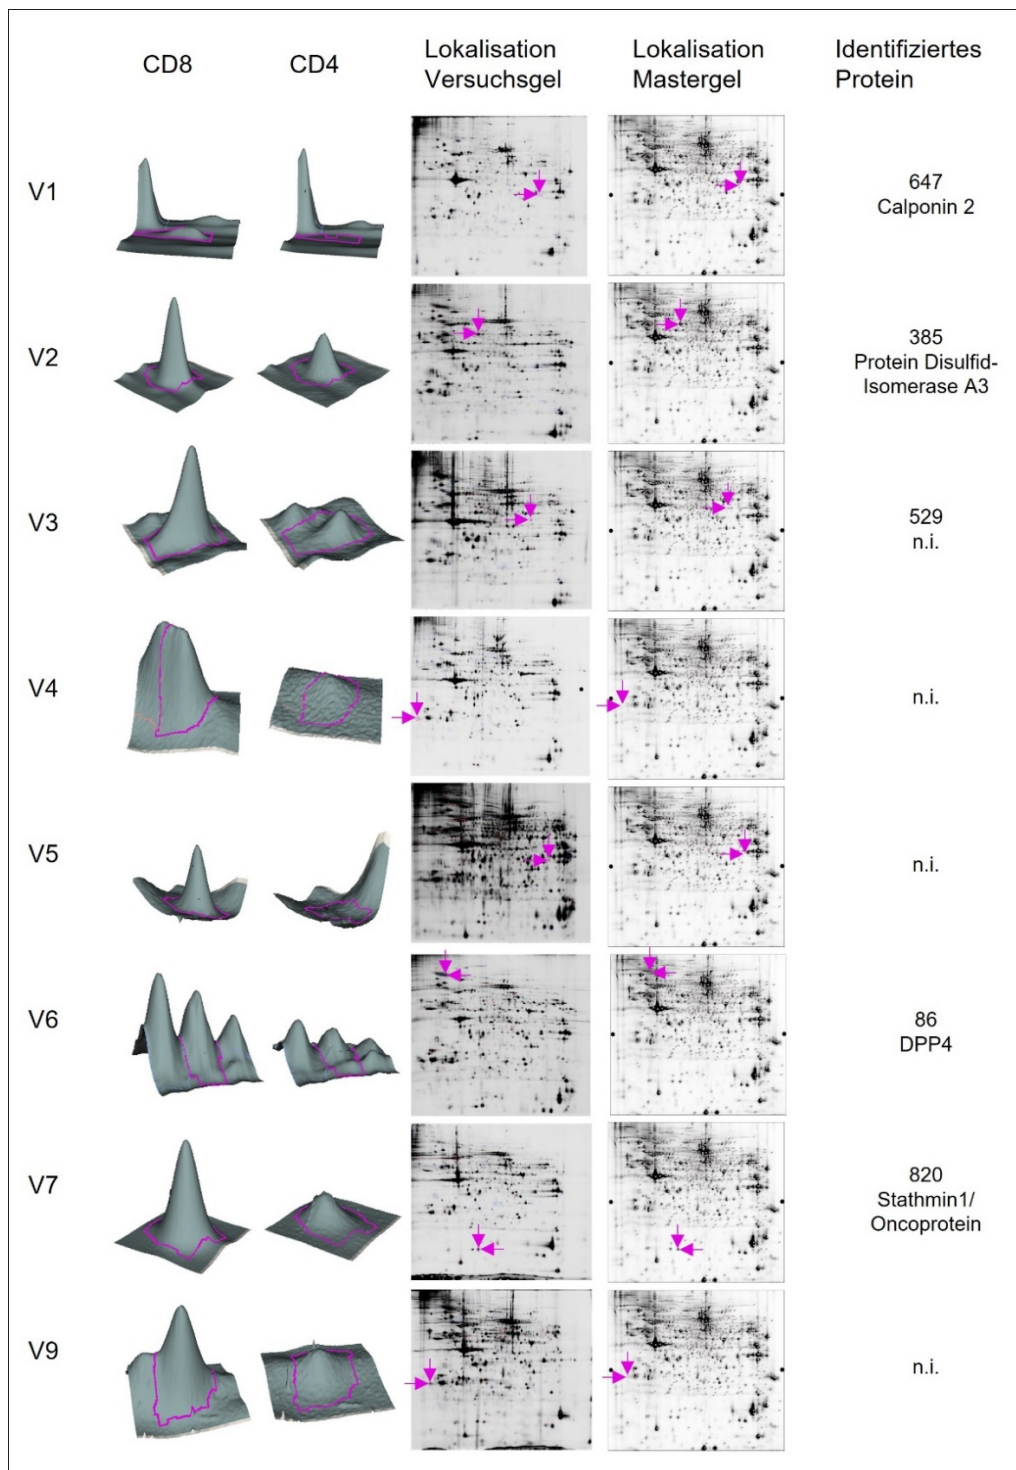 CD8
CD4
Lokalisation
Versuchsgel
Lokalisation
Mastergel
Identifiziertes
Protein
V1
647
Calponin 2
V2
385
Protein Disulfid-
Isomerase A3
V3
529
n.i.
V4
n.i.
V5
n.i.
V6
86
DPP4
V7
820
Stathmin1/
Oncoprotein
V9
n.i.